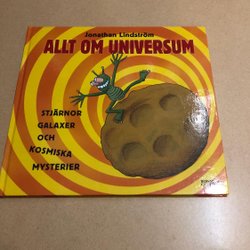 Jonathan Lindström
ALLT OM UNIVERSUM
STJÄRNOR
GALAXER
OCH
KOSMISKA
MYSTERIER